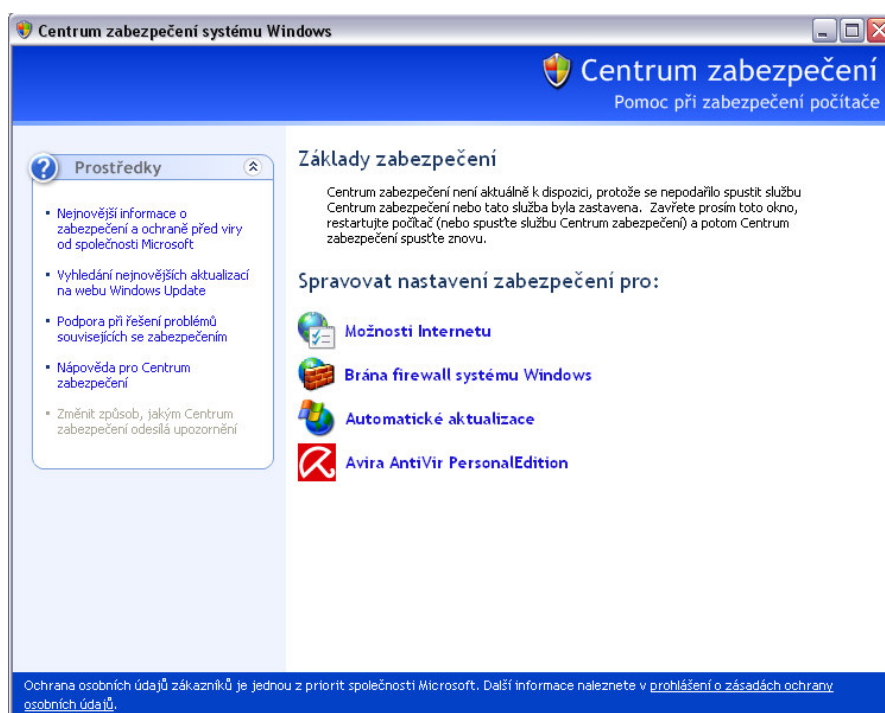 Centrum zabezpečení systému Windows
Centrum zabezpečení
Pomoc při zabezpečení počítače
Prostředky
Nejnovější informace o
zabezpečení a ochraně před viry
od společnosti Microsoft
Vyhledání nejnovějších aktualizací
na webu Windows Update
Podpora při řešení problémů
souvisejících se zabezpečením
Nápověda pro Centrum
zabezpečení
Změnit způsob, jakým Centrum
zabezpečení odesílá upozornění
Základy zabezpečení
Centrum zabezpečení není aktuálně k dispozici, protože se nepodařilo spustit službu
Centrum zabezpečení nebo tato služba byla zastavena. Zavřete prosím toto okno,
restartujte počítač (nebo spusťte službu Centrum zabezpečení) a potom Centrum
zabezpečení spusťte znovu.
Spravovat nastavení zabezpečení pro:
Možnosti Internetu
Brána firewall systému Windows
Automatické aktualizace
Avira AntiVir PersonalEdition
Ochrana osobních údajů zákazníků je jednou z priorit společnosti Microsoft. Další informace naleznete v prohlášení o zásadách ochrany
osobních údajů.